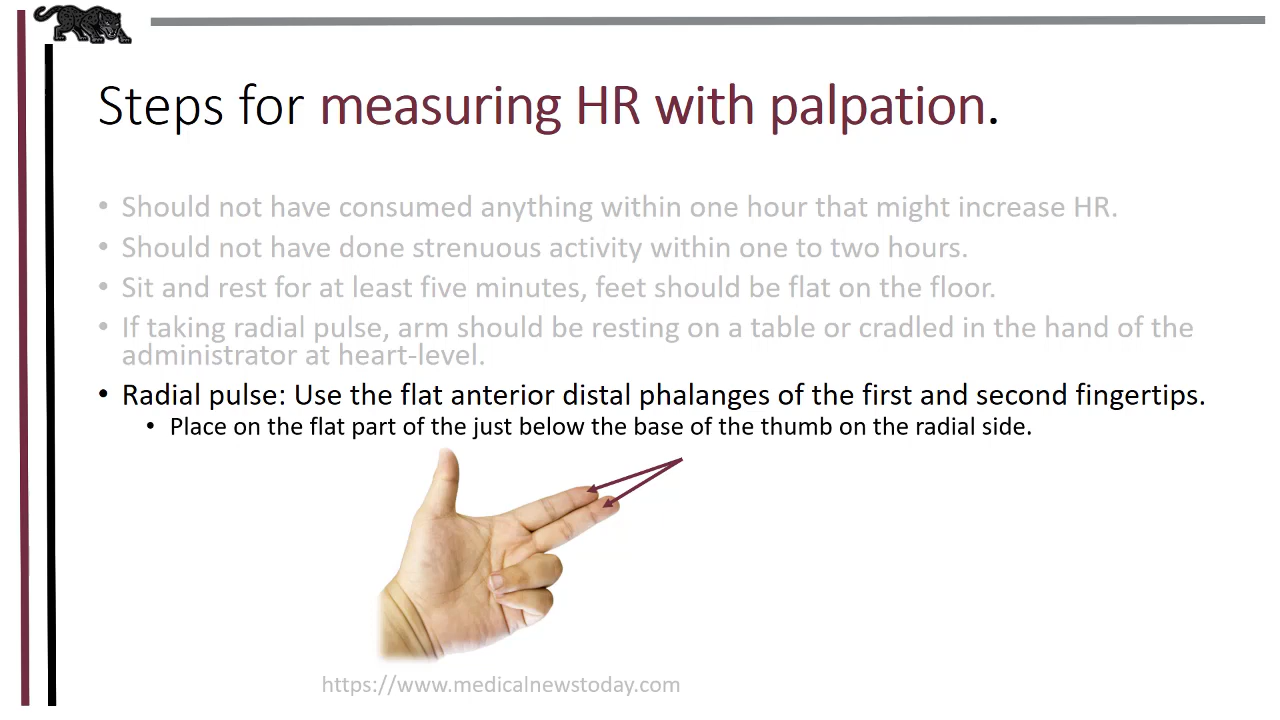 Steps for measuring HR with palpation.
• Should not have consumed anything within one hour that might increase HR.
• Should not have done strenuous activity within one to two hours.
• Sit and rest for at least five minutes, feet should be flat on the floor.
• If taking radial pulse, arm should be resting on a table or cradled in the hand of the
administrator at heart-level.
• Radial pulse: Use the flat anterior distal phalanges of the first and second fingertips.
• Place on the flat part of the just below the base of the thumb on the radial side.
https://www.medicalnewstoday.com